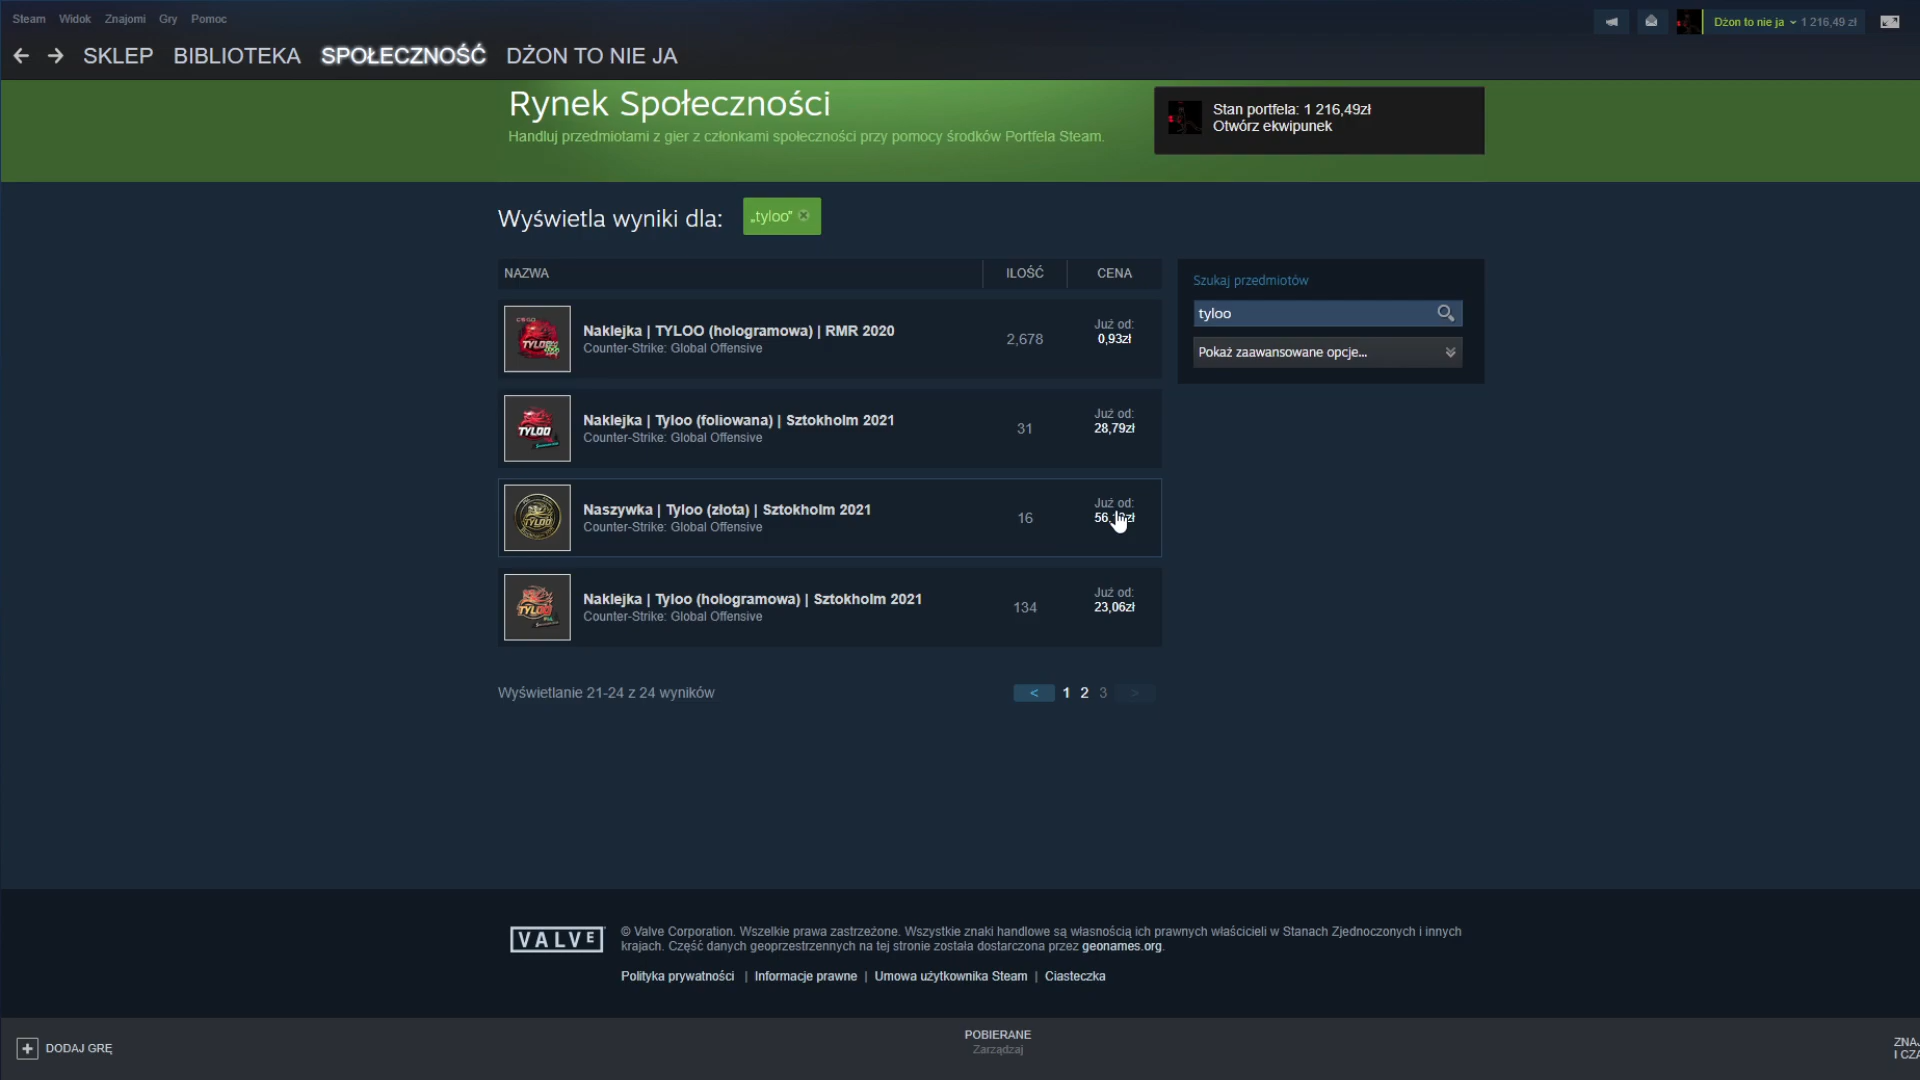 Steam Widok Znajomi Gry Pomoc
Dżon to nie ja 1 216,49 zł
SKLEP BIBLIOTEKA SPOŁECZNOŚĆ DŻON TO NIE JA
Rynek Społeczności
Handluj przedmiotami z gier z członkami społeczności przy pomocy środków Portfela Steam.
Stan portfela: 1 216,49zł
Otwórz ekwipunek
Wyświetla wyniki dla: „tyloo”
NAZWA ILOŚĆ CENA
Szukaj przedmiotów
tyloo
Pokaż zaawansowane opcje...
Naklejka | TYLOO (hologramowa) | RMR 2020
Counter-Strike: Global Offensive
2,678
Już od:
0,93zł
Naklejka | Tyloo (foliowana) | Sztokholm 2021
Counter-Strike: Global Offensive
31
Już od:
28,79zł
Naszywka | Tyloo (złota) | Sztokholm 2021
Counter-Strike: Global Offensive
16
Już od:
Naklejka | Tyloo (hologramowa) | Sztokholm 2021
Counter-Strike: Global Offensive
134
Już od:
23,06zł
Wyświetlanie 21-24 z 24 wyników
< 1 2 3 >
VALVE
© Valve Corporation. Wszelkie prawa zastrzeżone. Wszystkie znaki handlowe są własnością ich prawnych właścicieli w Stanach Zjednoczonych i innych
krajach. Część danych geoprzestrzennych na tej stronie została dostarczona przez geonames.org.
Polityka prywatności | Informacje prawne | Umowa użytkownika Steam | Ciasteczka
DODAJ GRĘ
POBIERANE
Zarządzaj
ZNAJ
I CZA